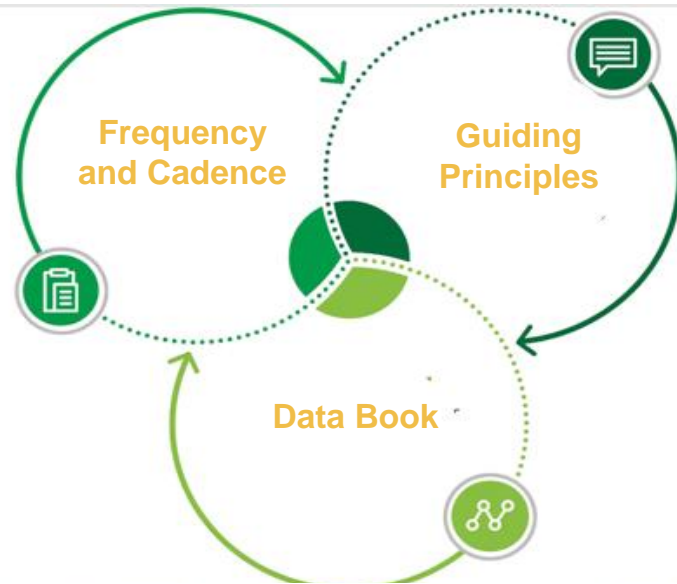 Frequency
and Cadence
Guiding
Principles
Data Book